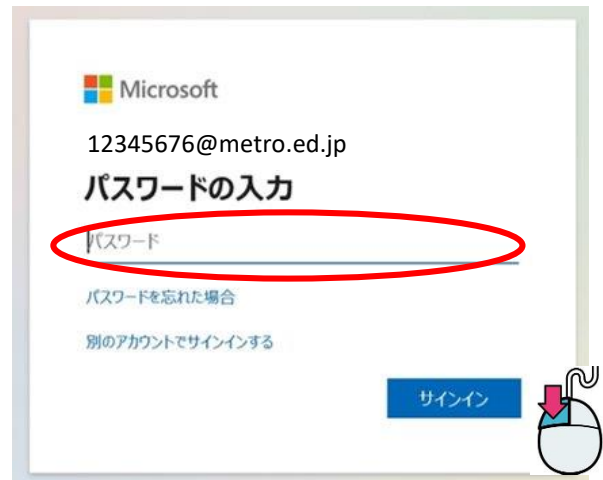 Microsoft
12345676@metro.ed.jp
パスワードの入力
パスワード
パスワードを忘れた場合
別のアカウントでサインインする
サインイン